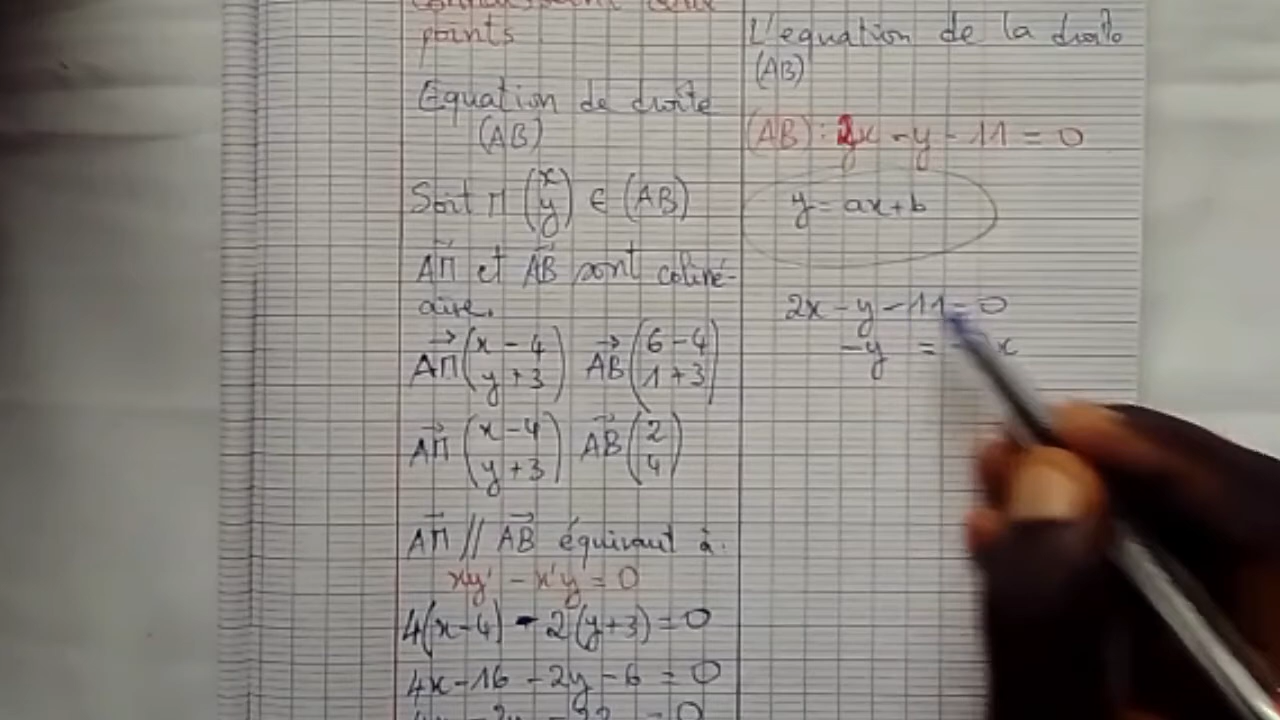 points
Equation de droite
(AB)
Soit M (x y) ∈ (AB)
AM et AB sont coliné-
aire.
AM (x - 4 y + 3) AB (6 - 4 1 + 3)
AM (x - 4 y + 3) AB (2 4)
AM // AB équivaut à.
xy' - x'y = 0
4(x - 4) - 2(y + 3) = 0
4x - 16 - 2y - 6 = 0
L'equation de la droite
(AB)
(AB) : 2x - y - 11 = 0
y = ax + b
2x - y - 11 = 0
-y = x